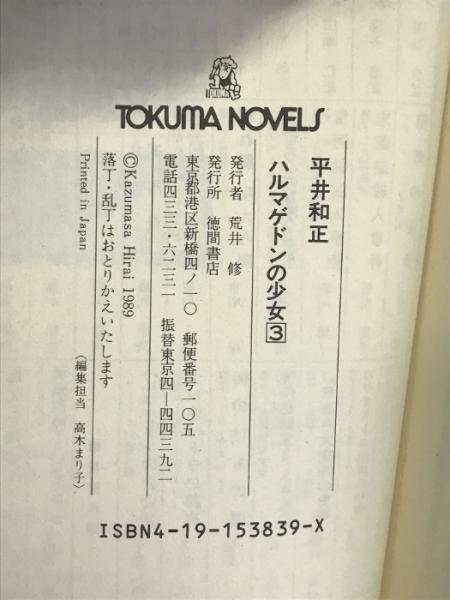 TOKUMA
TOKUMA NOVELS
平井和正
ハルマゲドンの少女3
発行者 荒井 修
発行所 徳間書店
東京都港区新橋四ノ一〇 郵便番号一〇五
電話四三三・六二三一 振替東京四―四四三九二
©Kazumasa Hirai 1989
落丁・乱丁はおとりかえいたします
Printed in Japan
〈編集担当 高木まり子〉
ISBN4-19-153839-X